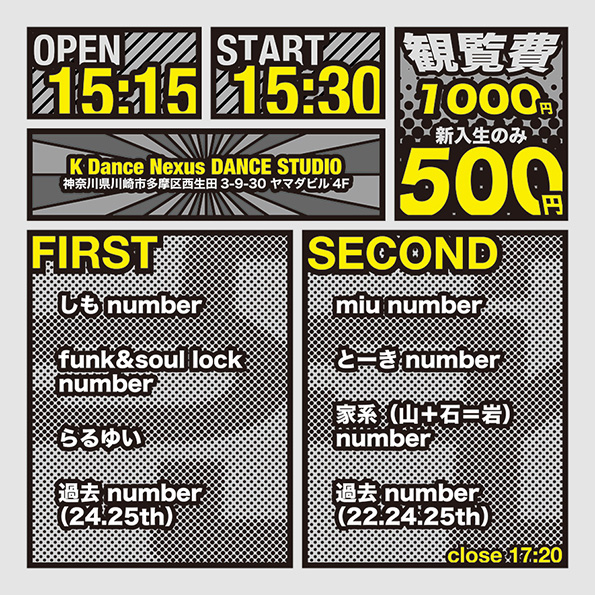 OPEN
15:15
START
15:30
観覧費
1000円
新入生のみ
500円
K Dance Nexus DANCE STUDIO
神奈川県川崎市多摩区西生田 3-9-30 ヤマダビル 4F
FIRST
しも number
funk&soul lock
number
らるゆい
過去 number
(24.25th)
SECOND
miu number
とーき number
家系（山＋石＝岩）
number
過去 number
(22.24.25th)
close 17:20